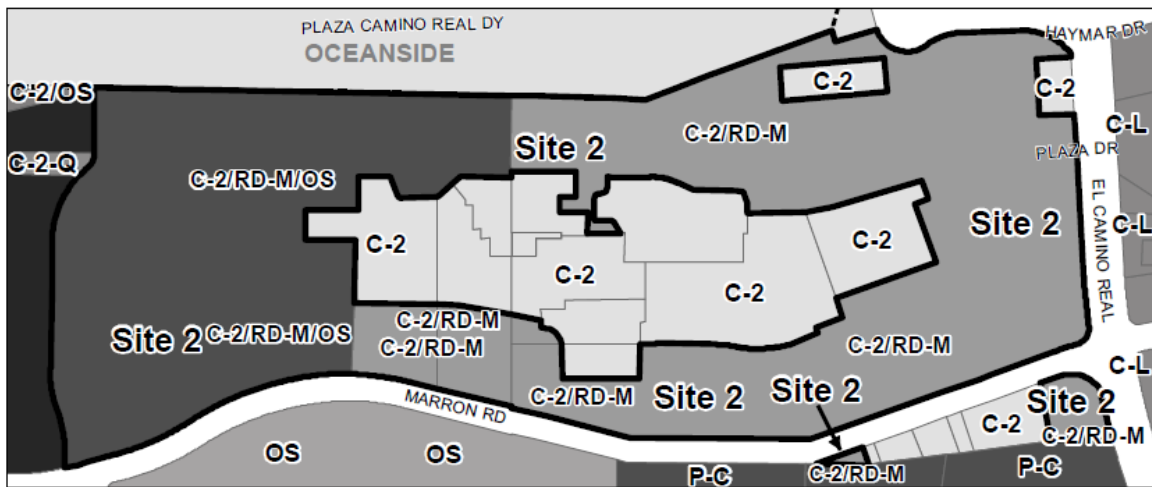 PLAZA CAMINO REAL DY
OCEANSIDE
HAYMAR DR
C-2/OS
C-2
C-2
C-L
C-2/RD-M
Site 2
PLAZA DR
C-2-Q
C-2/RD-M/OS
Site 2
C-L
EL CAMINO REAL
C-2
C-2
C-2
C-2
C-2/RD-M
Site 2
C-2/RD-M/OS
C-2/RD-M
C-2/RD-M
C-L
C-2/RD-M
Site 2
Site 2
Site 2
MARRON RD
C-2
C-2/RD-M
OS
OS
P-C
C-2/RD-M
P-C